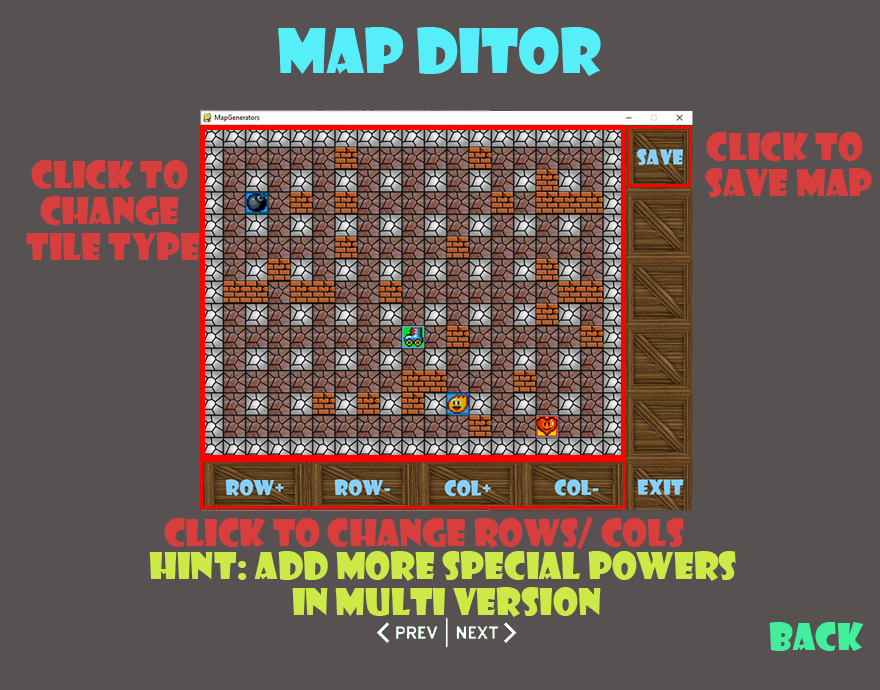 MAP DITOR
MapGenerators
CLICK TO
CHANGE
TILE TYPE
SAVE
CLICK TO
SAVE MAP
ROW+
ROW-
COL+
COL-
EXIT
CLICK TO CHANGE ROWS/ COLS
HINT: ADD MORE SPECIAL POWERS
IN MULTI VERSION
PREV
NEXT
BACK